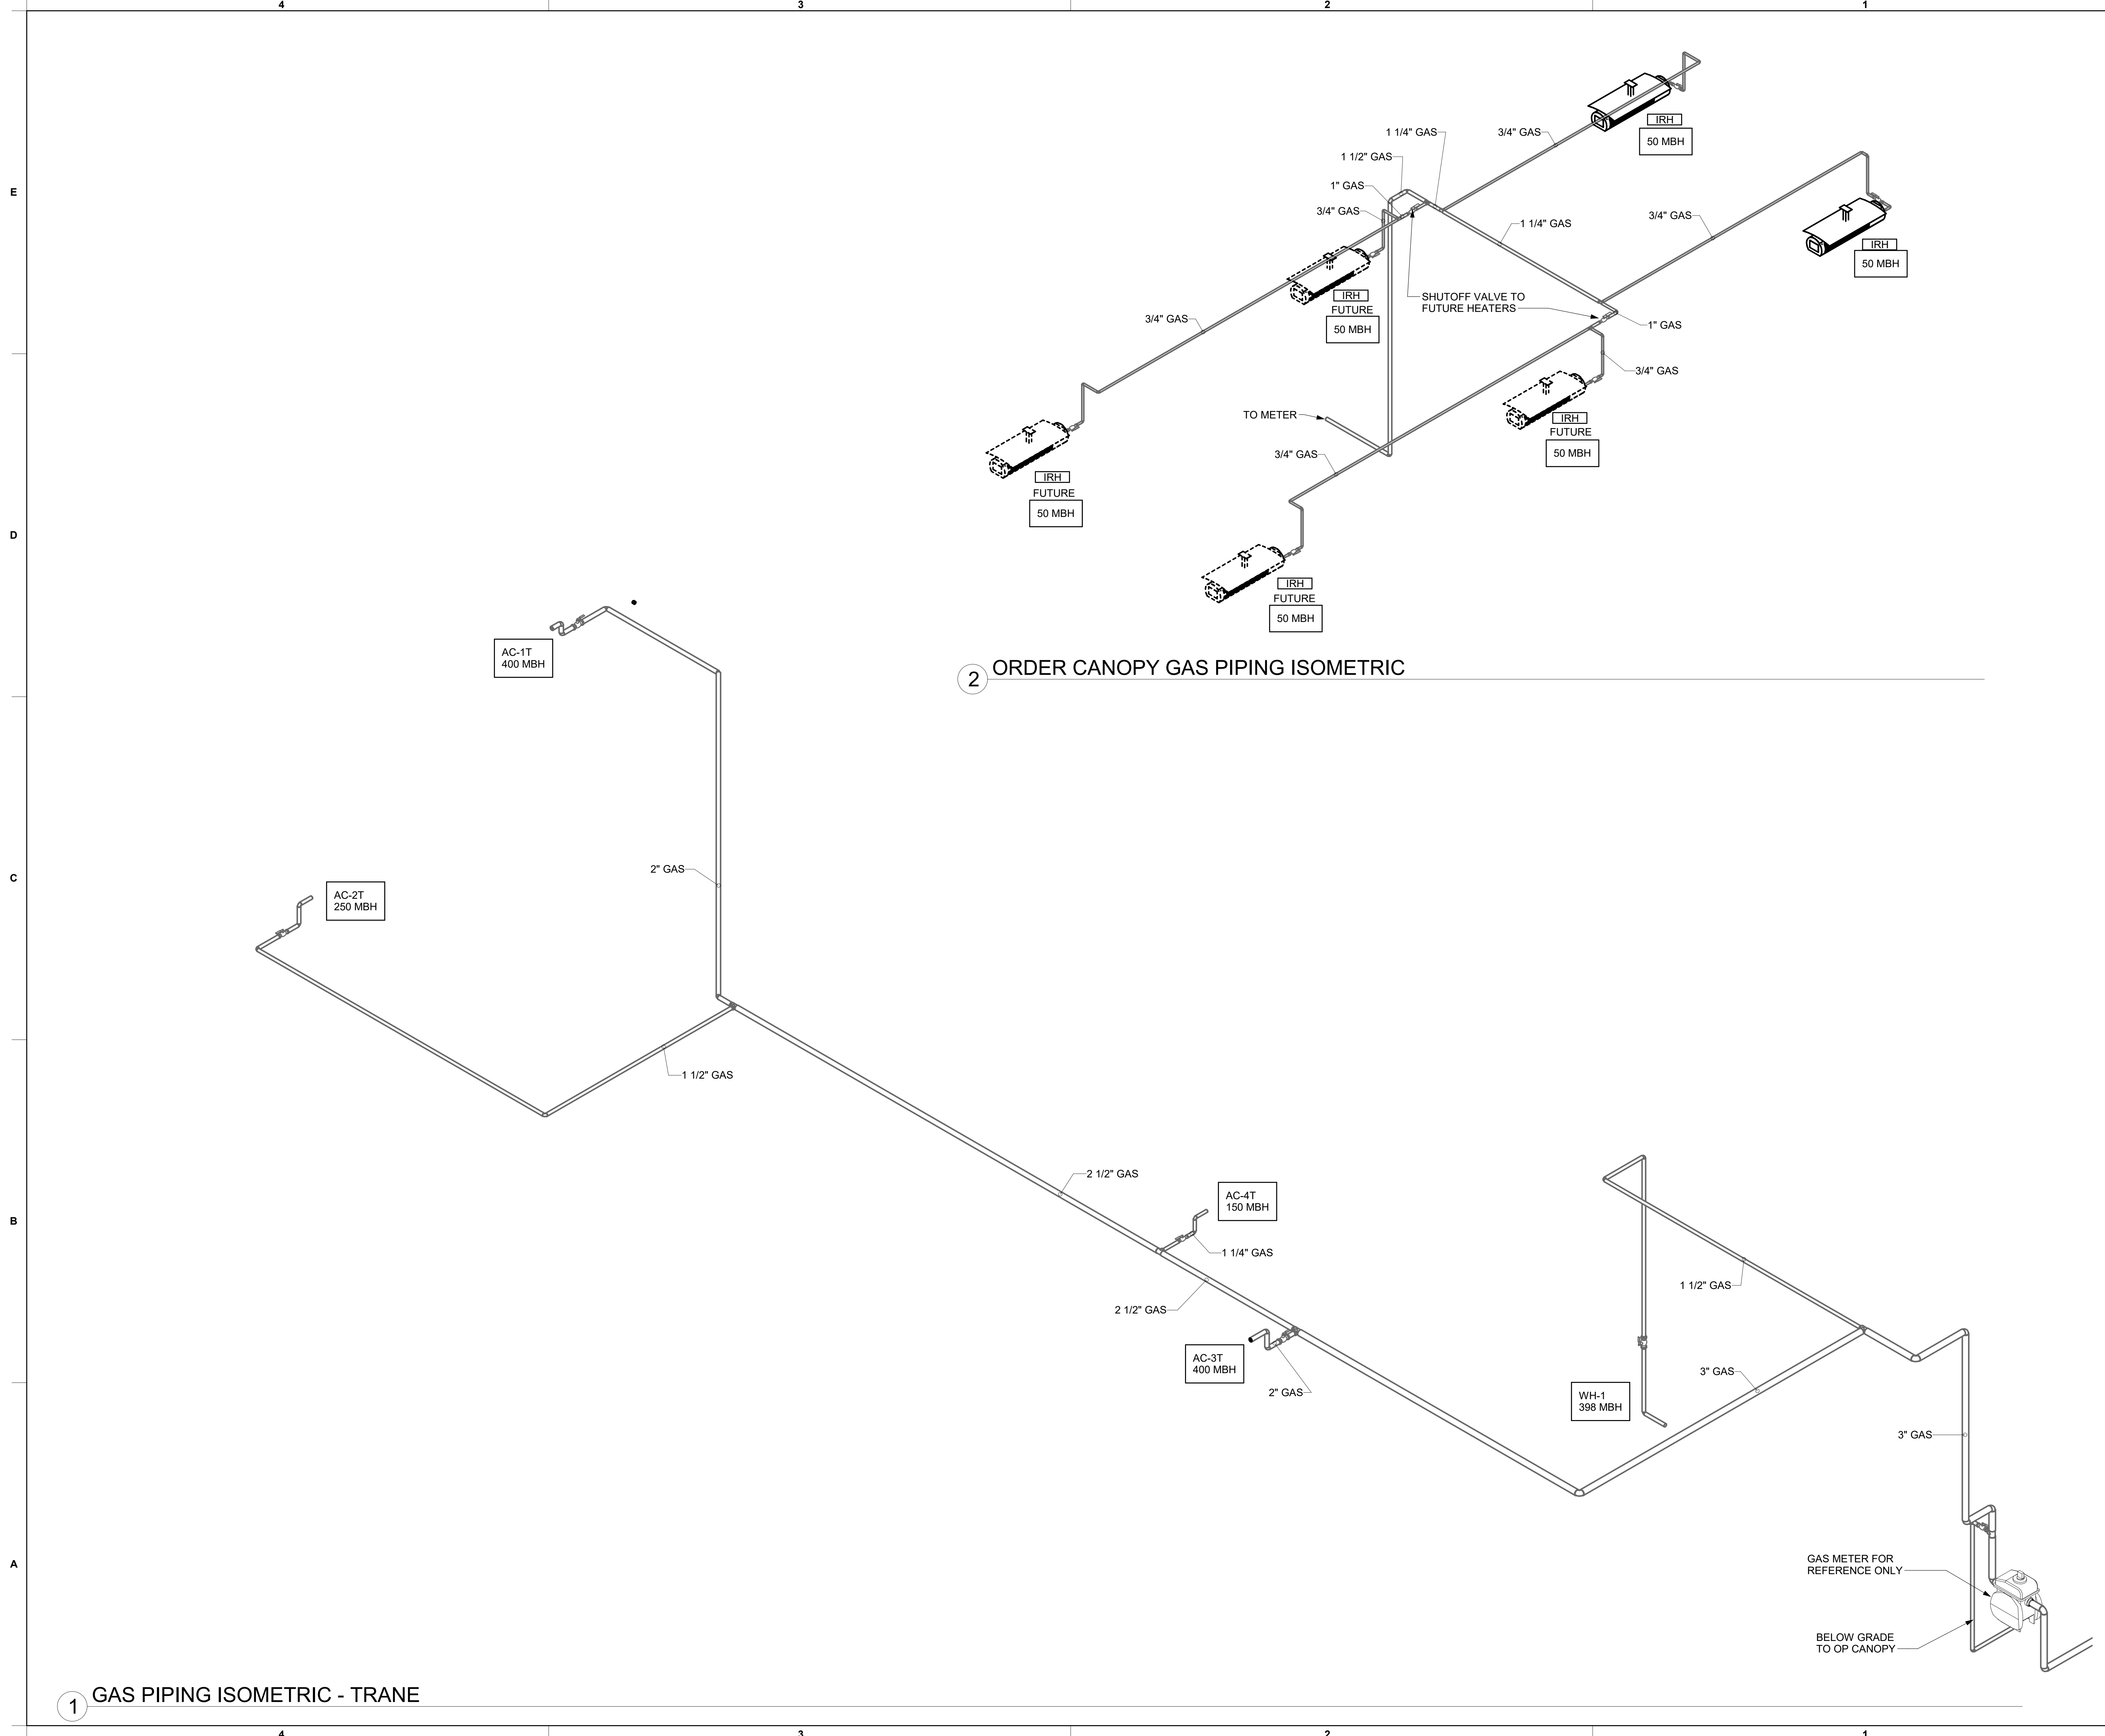 4 3 2 1
E
D
C
B
A
1 1/4" GAS
3/4" GAS
IRH
50 MBH
1 1/2" GAS
1" GAS
3/4" GAS
1 1/4" GAS
3/4" GAS
IRH
50 MBH
IRH
FUTURE
50 MBH
SHUTOFF VALVE TO
FUTURE HEATERS
3/4" GAS
1" GAS
3/4" GAS
TO METER
IRH
FUTURE
50 MBH
3/4" GAS
IRH
FUTURE
50 MBH
IRH
FUTURE
50 MBH
2 ORDER CANOPY GAS PIPING ISOMETRIC
AC-1T
400 MBH
2" GAS
AC-2T
250 MBH
1 1/2" GAS
2 1/2" GAS
AC-4T
150 MBH
1 1/4" GAS
2 1/2" GAS
1 1/2" GAS
AC-3T
400 MBH
2" GAS
3" GAS
WH-1
398 MBH
3" GAS
GAS METER FOR
REFERENCE ONLY
BELOW GRADE
TO OP CANOPY
1 GAS PIPING ISOMETRIC - TRANE
4 3 2 1